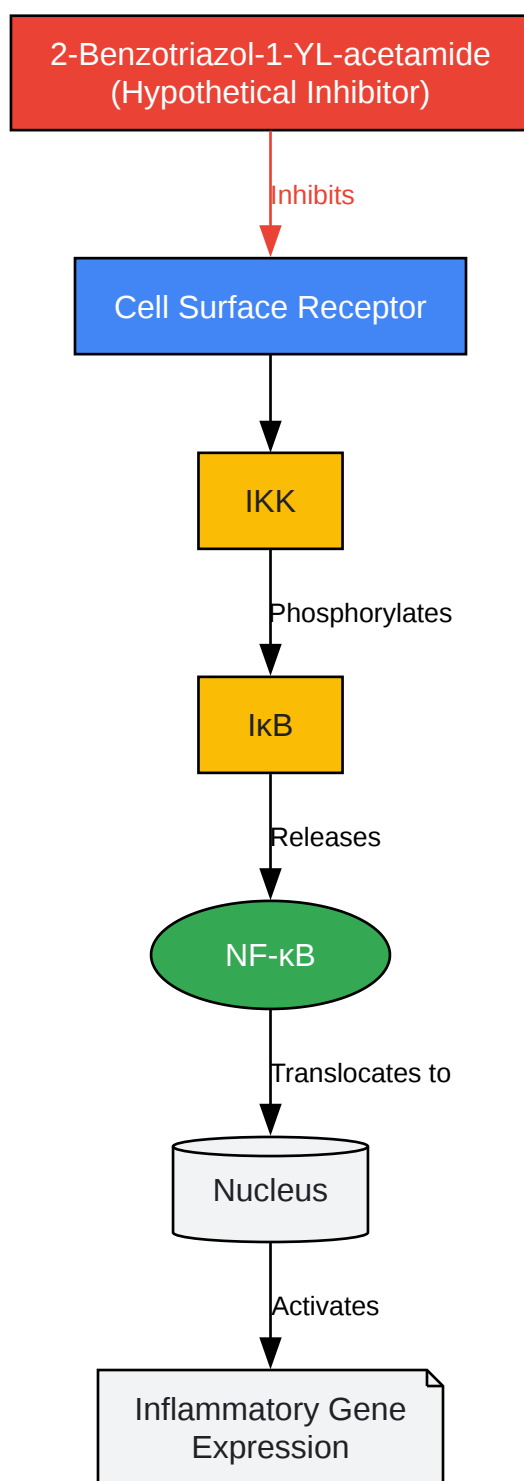 2-Benzotriazol-1-YL-acetamide
(Hypothetical Inhibitor)
Inhibits
Cell Surface Receptor
IKK
Phosphorylates
IκB
Releases
NF-κB
Translocates to
Nucleus
Activates
Inflammatory Gene
Expression